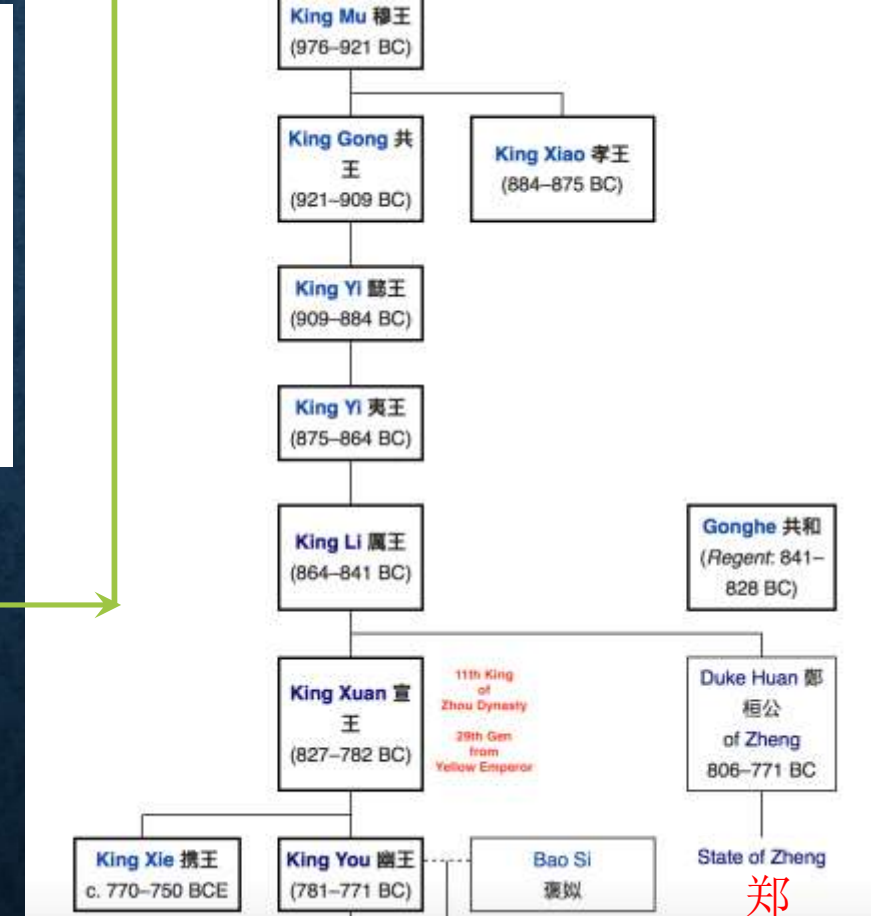 King Mu 穆王
(976–921 BC)
King Gong 共
王
(921–909 BC)
King Xiao 孝王
(884–875 BC)
King Yi 懿王
(909–884 BC)
King Yi 夷王
(875–864 BC)
King Li 厲王
(864–841 BC)
Gonghe 共和
(Regent: 841–
828 BC)
King Xuan 宣
王
(827–782 BC)
11th King
of
Zhou Dynasty
29th Gen
from
Yellow Emperor
Duke Huan 鄭
桓公
of Zheng
806–771 BC
King Xie 携王
c. 770–750 BCE
King You 幽王
(781–771 BC)
Bao Si
褒姒
State of Zheng
郑